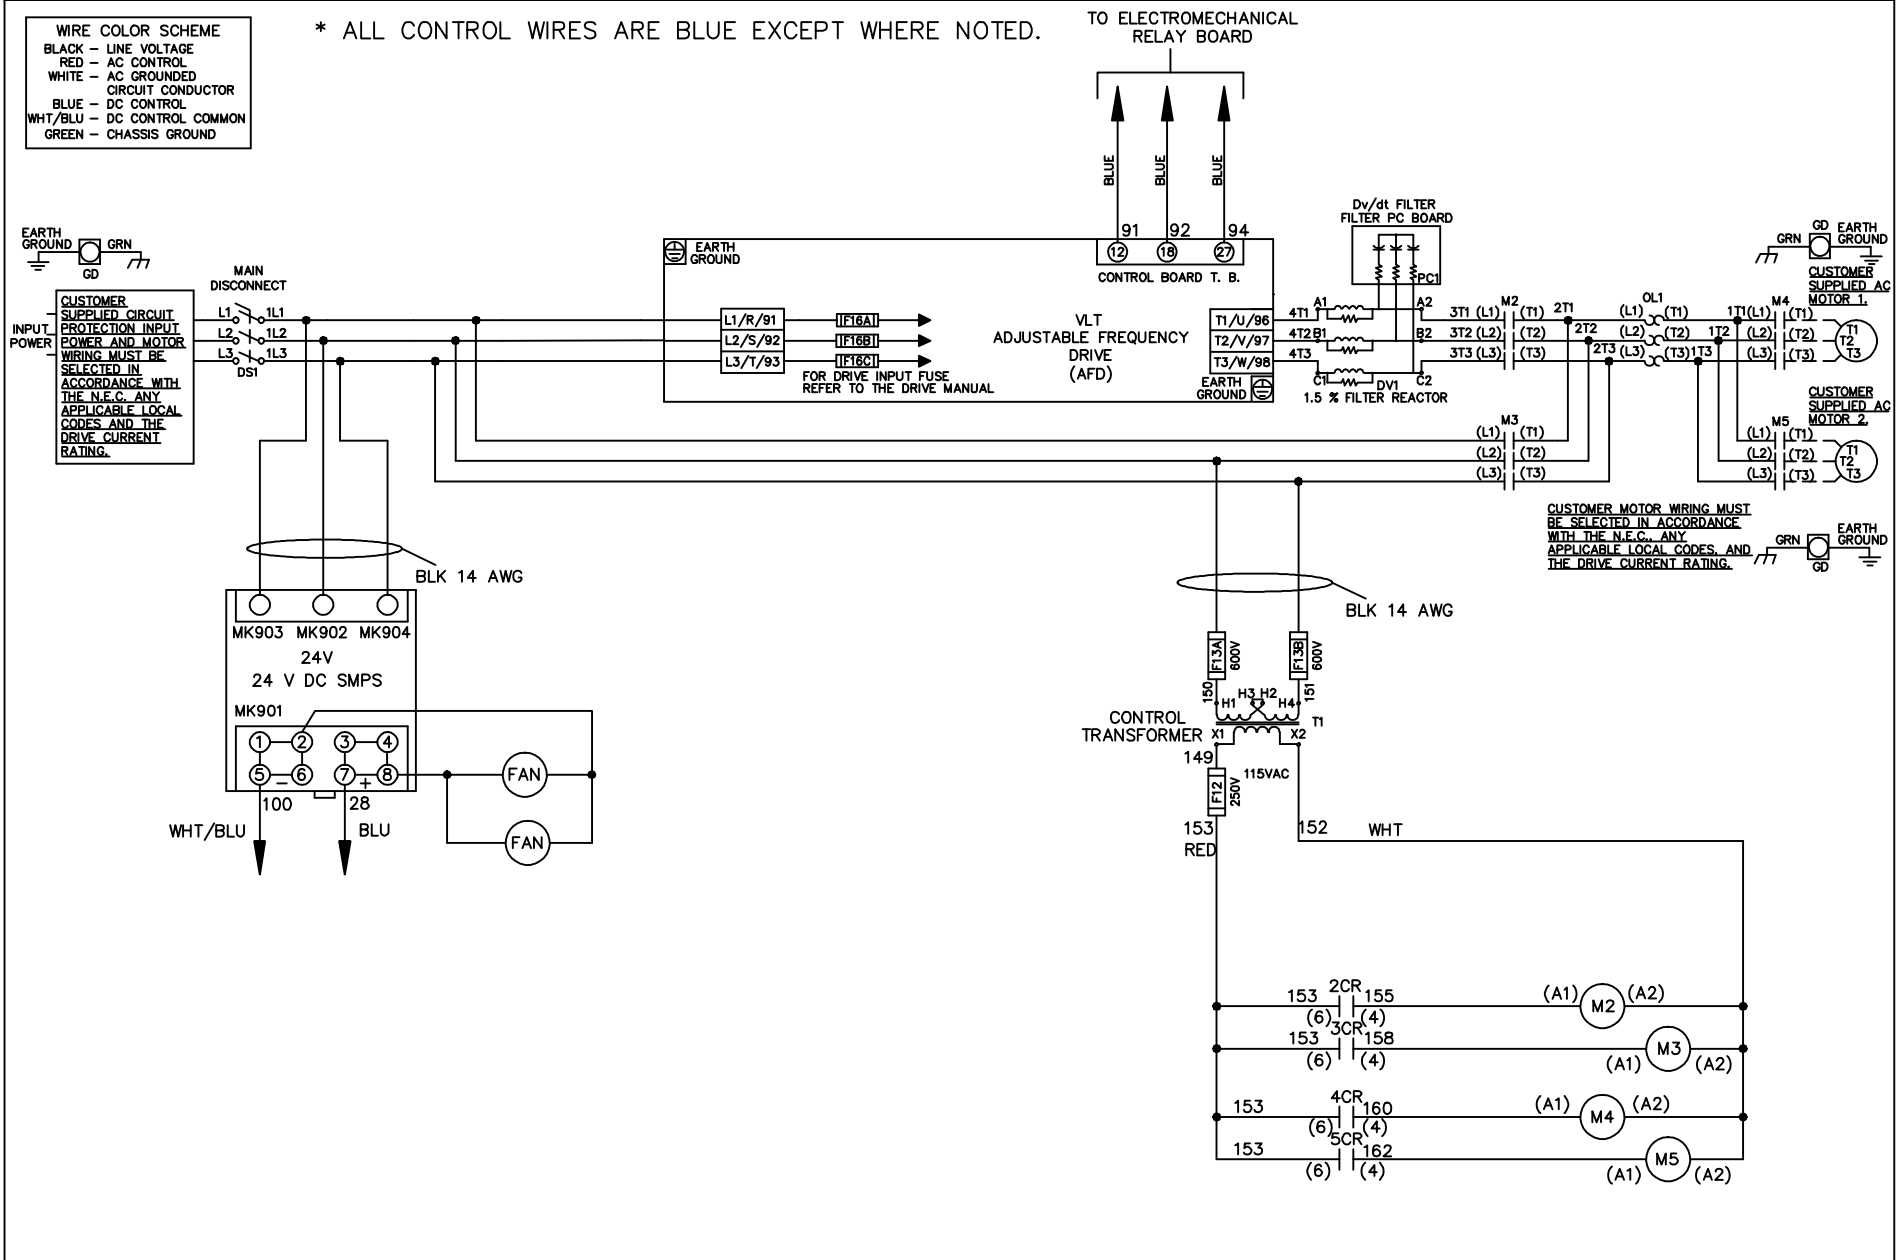 WIRE COLOR SCHEME
BLACK – LINE VOLTAGE
RED – AC CONTROL
WHITE – AC GROUNDED
CIRCUIT CONDUCTOR
BLUE – DC CONTROL
WHT/BLU – DC CONTROL COMMON
GREEN – CHASSIS GROUND
* ALL CONTROL WIRES ARE BLUE EXCEPT WHERE NOTED.
TO ELECTROMECHANICAL
RELAY BOARD
BLUE
BLUE
BLUE
91
92
94
12
18
27
CONTROL BOARD T. B.
EARTH
GROUND
GRN
GD
MAIN
DISCONNECT
INPUT
POWER
CUSTOMER
SUPPLIED CIRCUIT
PROTECTION INPUT
POWER AND MOTOR
WIRING MUST BE
SELECTED IN
ACCORDANCE WITH
THE N.E.C. ANY
APPLICABLE LOCAL
CODES AND THE
DRIVE CURRENT
RATING.
L1 1L1
L2 1L2
L3 1L3
DS1
EARTH
GROUND
L1/R/91
L2/S/92
L3/T/93
IF16A
IF16B
IF16C
FOR DRIVE INPUT FUSE
REFER TO THE DRIVE MANUAL
VLT
ADJUSTABLE FREQUENCY
DRIVE
(AFD)
T1/U/96
T2/V/97
T3/W/98
EARTH
GROUND
4T1
4T2
4T3
A1
B1
C1
A2
B2
C2
Dv/dt FILTER
FILTER PC BOARD
PC1
DV1
1.5 % FILTER REACTOR
M2
3T1 (L1) (T1) 2T1
3T2 (L2) (T2) 2T2
3T3 (L3) (T3) 2T3
OL1
(L1) (T1) 1T1
(L2) (T2) 1T2
(L3) (T3) 1T3
M4
(L1) (T1)
(L2) (T2)
(L3) (T3)
T1
T2
T3
GRN
GD
EARTH
GROUND
CUSTOMER
SUPPLIED AC
MOTOR 1.
CUSTOMER
SUPPLIED AC
MOTOR 2.
M3
(L1) (T1)
(L2) (T2)
(L3) (T3)
M5
(L1) (T1)
(L2) (T2)
(L3) (T3)
T1
T2
T3
CUSTOMER MOTOR WIRING MUST
BE SELECTED IN ACCORDANCE
WITH THE N.E.C., ANY
APPLICABLE LOCAL CODES, AND
THE DRIVE CURRENT RATING.
GRN
GD
EARTH
GROUND
BLK 14 AWG
MK903 MK902 MK904
24V
24 V DC SMPS
MK901
1 2 3 4
5 – 6 7 + 8
100
28
WHT/BLU
BLU
FAN
FAN
BLK 14 AWG
F13A
600V
F13B
600V
150
151
H1 H3 H2 H4
T1
CONTROL
TRANSFORMER
X1 X2
149
115VAC
F12
250V
153
RED
152
WHT
2CR
153 155
(6) (4)
(A1) M2 (A2)
3CR
153 158
(6) (4)
(A1) M3 (A2)
4CR
153 160
(6) (4)
(A1) M4 (A2)
5CR
153 162
(6) (4)
(A1) M5 (A2)